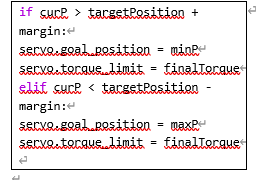 if curP > targetPosition +
margin:
servo.goal_position = minP
servo.torque_limit = finalTorque
elif curP < targetPosition -
margin:
servo.goal_position = maxP
servo.torque_limit = finalTorque